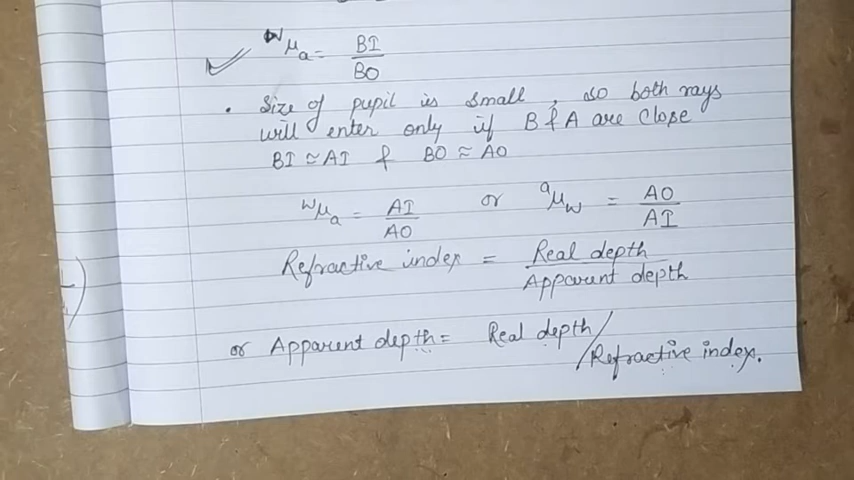 ʷμₐ = BI/BO
• Size of pupil is small, so both rays
will enter only if B & A are close
BI ≈ AI & BO ≈ AO
ʷμₐ = AI/AO or ᵃμ_w = AO/AI
Refractive index = Real depth/Apparent depth
or Apparent depth = Real depth/Refractive index.